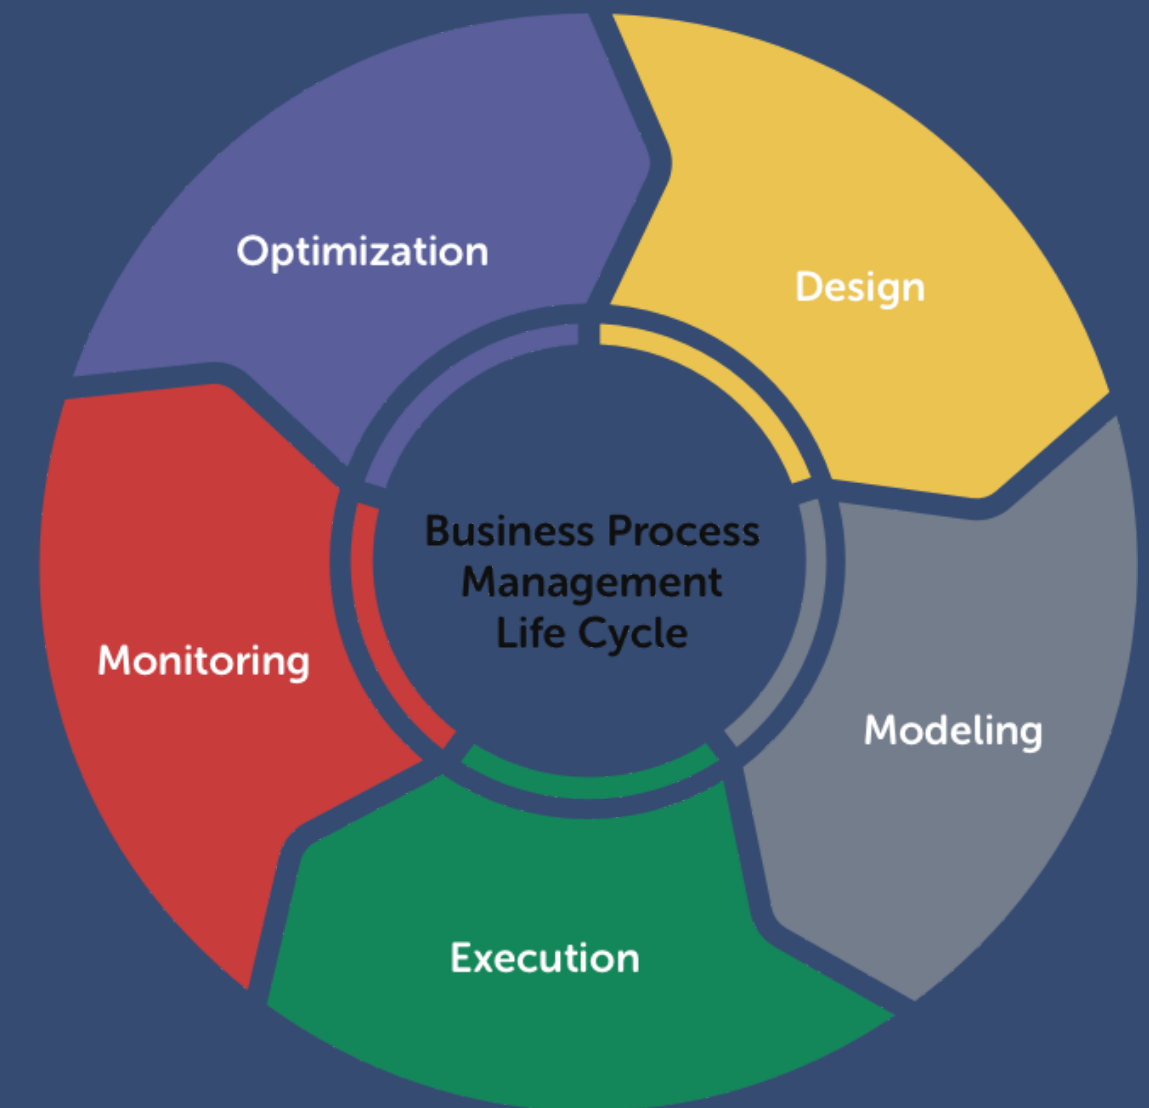 Optimization
Design
Business Process
Management
Life Cycle
Monitoring
Modeling
Execution